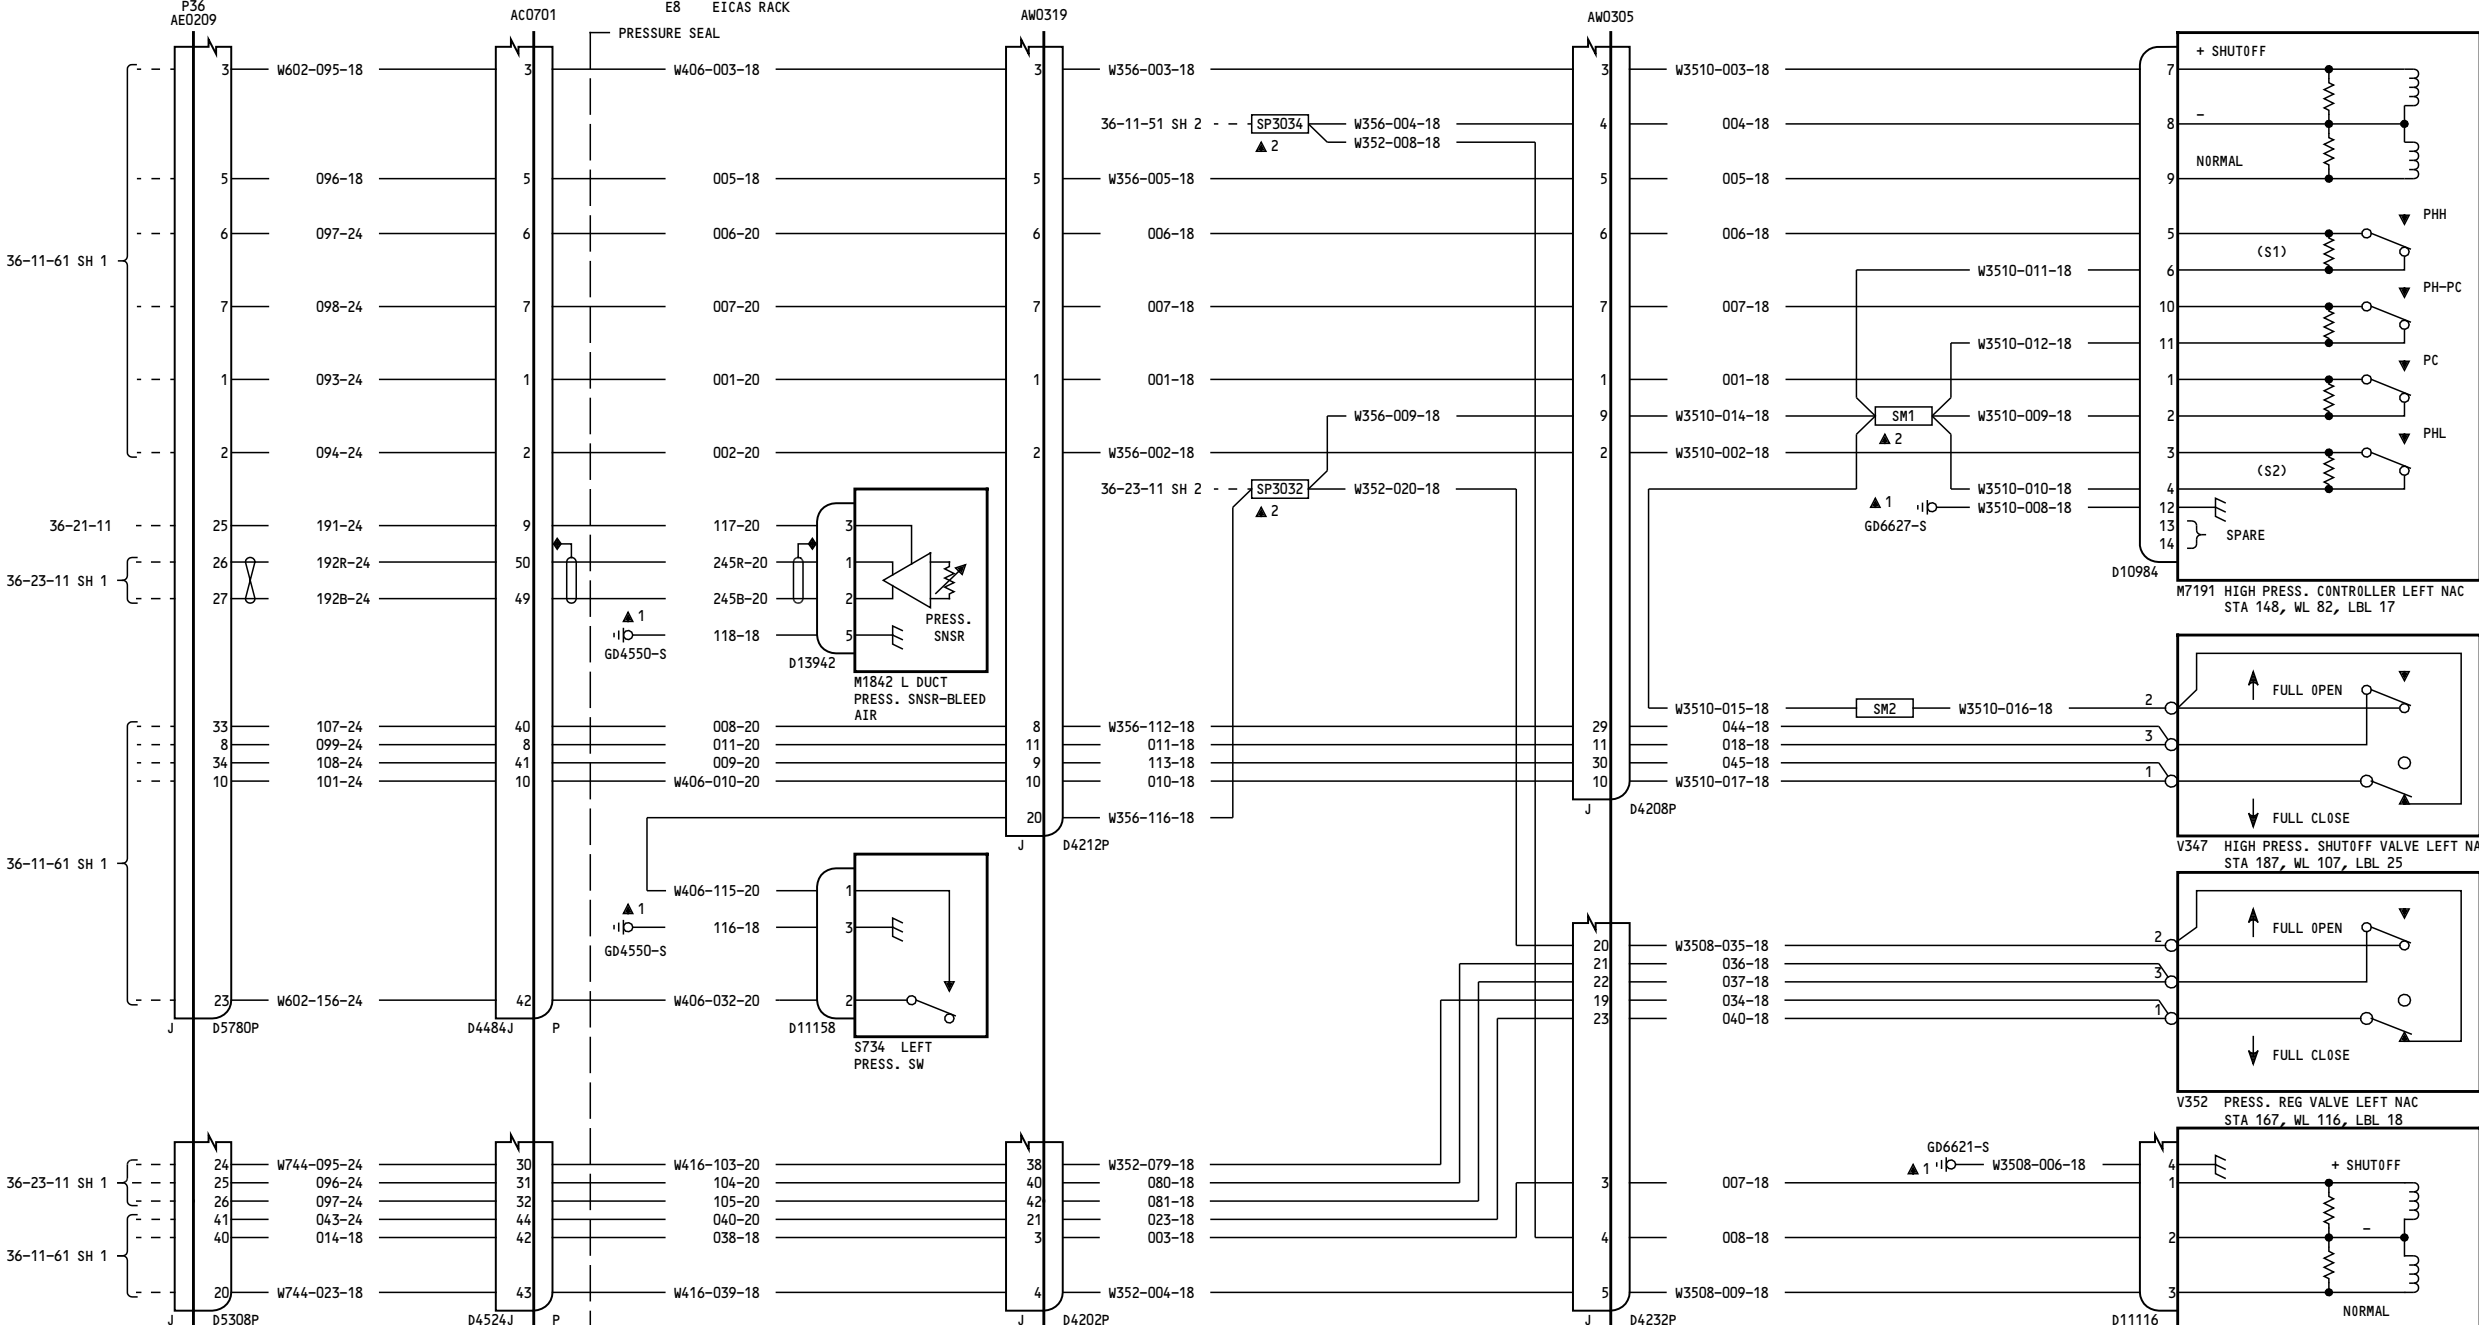 P36
AE0209
AC0701
E8 EICAS RACK
PRESSURE SEAL
AW0319
AW0305
3 W602-095-18 3 W406-003-18 3 W356-003-18 3 W3510-003-18 7
+ SHUTOFF
36-11-51 SH 2 SP3034 W356-004-18 4 004-18 8 −
▲ 2 W352-008-18
NORMAL
5 096-18 5 005-18 5 W356-005-18 5 005-18 9
PHH
6 097-24 6 006-20 6 006-18 6 006-18 5
(S1)
36-11-61 SH 1
W3510-011-18 6
PH-PC
7 098-24 7 007-20 7 007-18 7 007-18 10
W3510-012-18 11
PC
1 093-24 1 001-20 1 001-18 1 001-18 1
W356-009-18 9 W3510-014-18 SM1 W3510-009-18 2
▲ 2
PHL
2 094-24 2 002-20 2 W356-002-18 2 W3510-002-18 3
(S2)
36-23-11 SH 2 SP3032 W352-020-18
▲ 2
W3510-010-18 4
▲ 1 W3510-008-18 12
GD6627-S
13
14
SPARE
D10984
M7191 HIGH PRESS. CONTROLLER LEFT NAC
STA 148, WL 82, LBL 17
36-21-11 25 191-24 9 117-20 3
36-23-11 SH 1
26 192R-24 50 245R-20 1
27 192B-24 49 245B-20 2
▲ 1 118-18 5
GD4550-S
D13942
PRESS.
SNSR
M1842 L DUCT
PRESS. SNSR-BLEED
AIR
W3510-015-18 SM2 W3510-016-18 2
FULL OPEN
33 107-24 40 008-20 8 W356-112-18 29 044-18
8 099-24 8 011-20 11 011-18 11 018-18 3
34 108-24 41 009-20 9 113-18 30 045-18
10 101-24 10 W406-010-20 10 010-18 10 W3510-017-18 1
20 W356-116-18
J D4212P
J D4208P
FULL CLOSE
V347 HIGH PRESS. SHUTOFF VALVE LEFT NA
STA 187, WL 107, LBL 25
36-11-61 SH 1
W406-115-20 1
▲ 1 116-18 3
GD4550-S
23 W602-156-24 42 W406-032-20 2
J D5780P
D4484J P
D11158
S734 LEFT
PRESS. SW
FULL OPEN
20 W3508-035-18 2
21 036-18
22 037-18 3
19 034-18
23 040-18 1
FULL CLOSE
V352 PRESS. REG VALVE LEFT NAC
STA 167, WL 116, LBL 18
36-23-11 SH 1
24 W744-095-24 30 W416-103-20 38 W352-079-18
25 096-24 31 104-20 40 080-18
26 097-24 32 105-20 42 081-18
36-11-61 SH 1
41 043-24 44 040-20 21 023-18
40 014-18 42 038-18 3 003-18
20 W744-023-18 43 W416-039-18 4 W352-004-18 5 W3508-009-18 3
GD6621-S
▲ 1 W3508-006-18 4
+ SHUTOFF
3 007-18 1
4 008-18 2 −
NORMAL
J D5308P
D4524J P
J D4202P
J D4232P
D11116